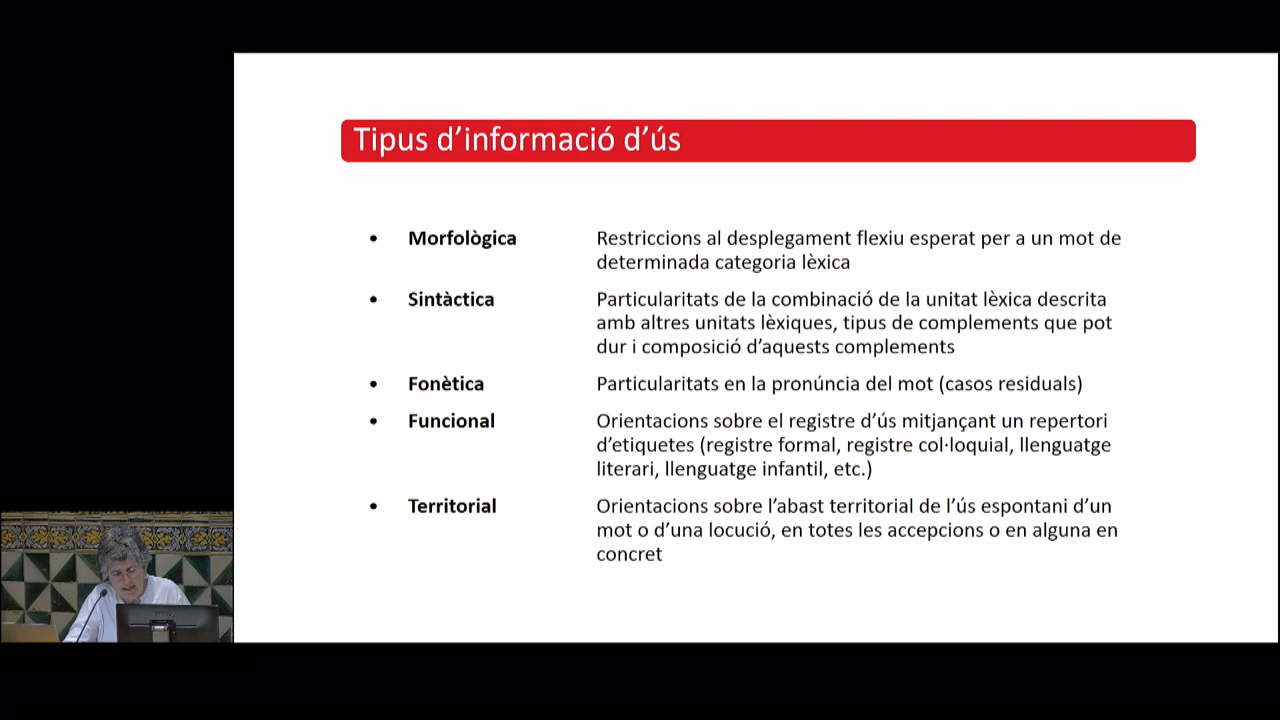 Tipus d’informació d’ús
• Morfològica Restriccions al desplegament flexiu esperat per a un mot de
determinada categoria lèxica
• Sintàctica Particularitats de la combinació de la unitat lèxica descrita
amb altres unitats lèxiques, tipus de complements que pot
dur i composició d’aquests complements
• Fonètica Particularitats en la pronúncia del mot (casos residuals)
• Funcional Orientacions sobre el registre d’ús mitjançant un repertori
d’etiquetes (registre formal, registre col·loquial, llenguatge
literari, llenguatge infantil, etc.)
• Territorial Orientacions sobre l’abast territorial de l’ús espontani d’un
mot o d’una locució, en totes les accepcions o en alguna en
concret